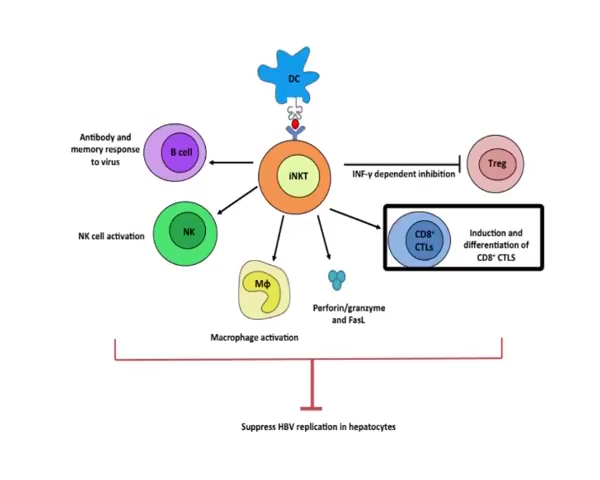 DC
Antibody and
memory response
to virus
B cell
iNKT
INF-γ dependent inhibition
Treg
NK cell activation
NK
CD8⁺
CTLs
Induction and
differentiation of
CD8⁺ CTLS
Mϕ
Perforin/granzyme
and FasL
Macrophage activation
Suppress HBV replication in hepatocytes